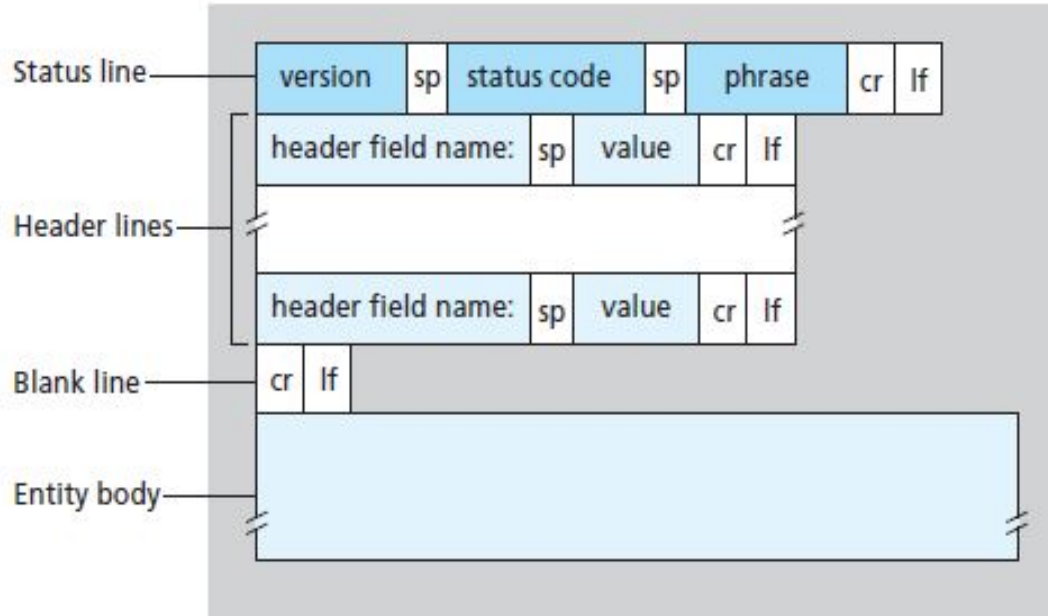 Status line version sp status code sp phrase cr lf
header field name: sp value cr lf
Header lines
header field name: sp value cr lf
Blank line cr lf
Entity body